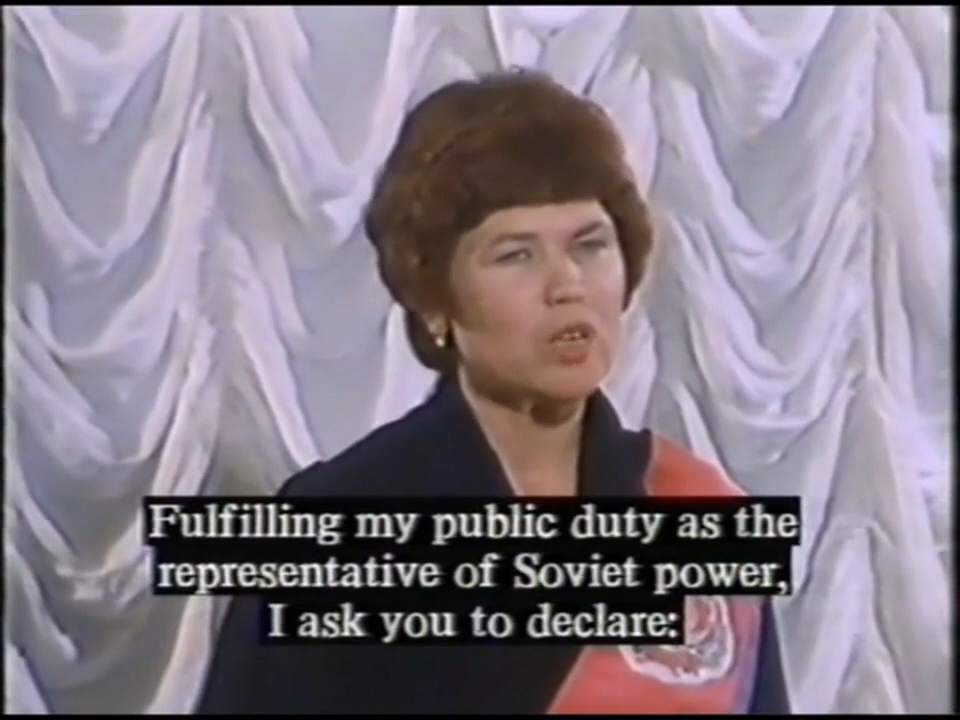 Fulfilling my public duty as the
representative of Soviet power,
I ask you to declare: